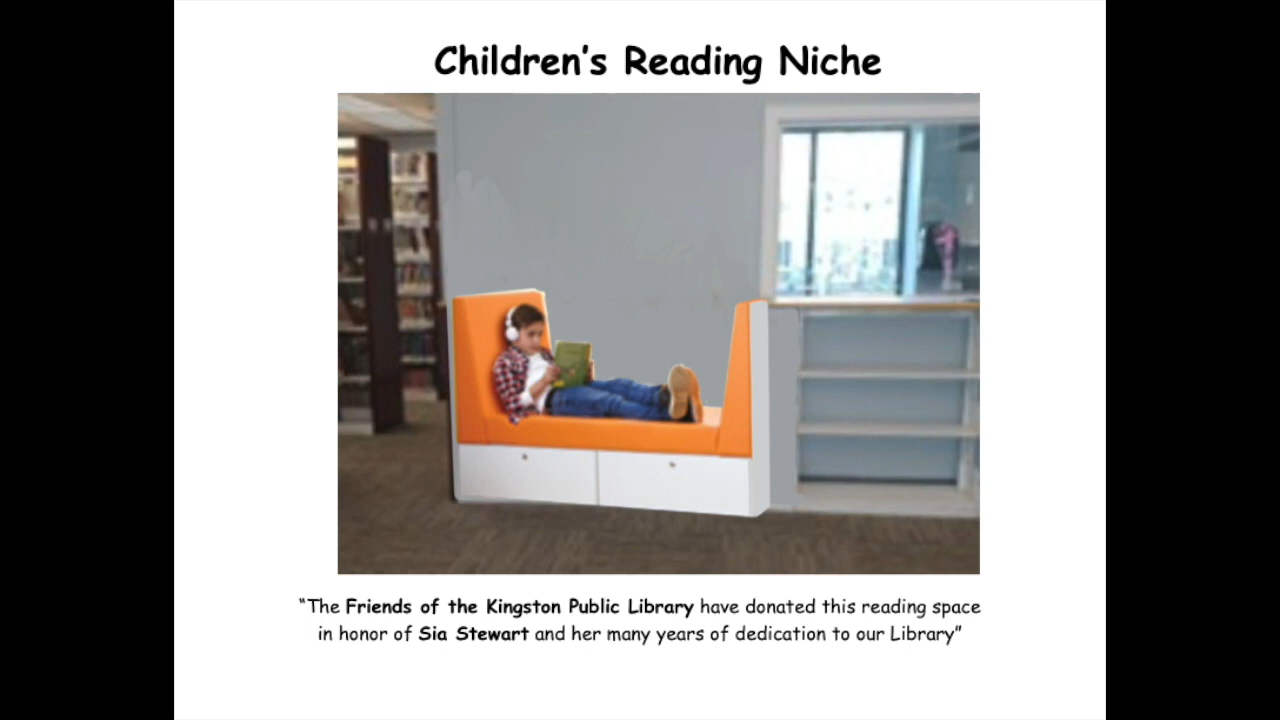 Children's Reading Niche
"The Friends of the Kingston Public Library have donated this reading space
in honor of Sia Stewart and her many years of dedication to our Library"